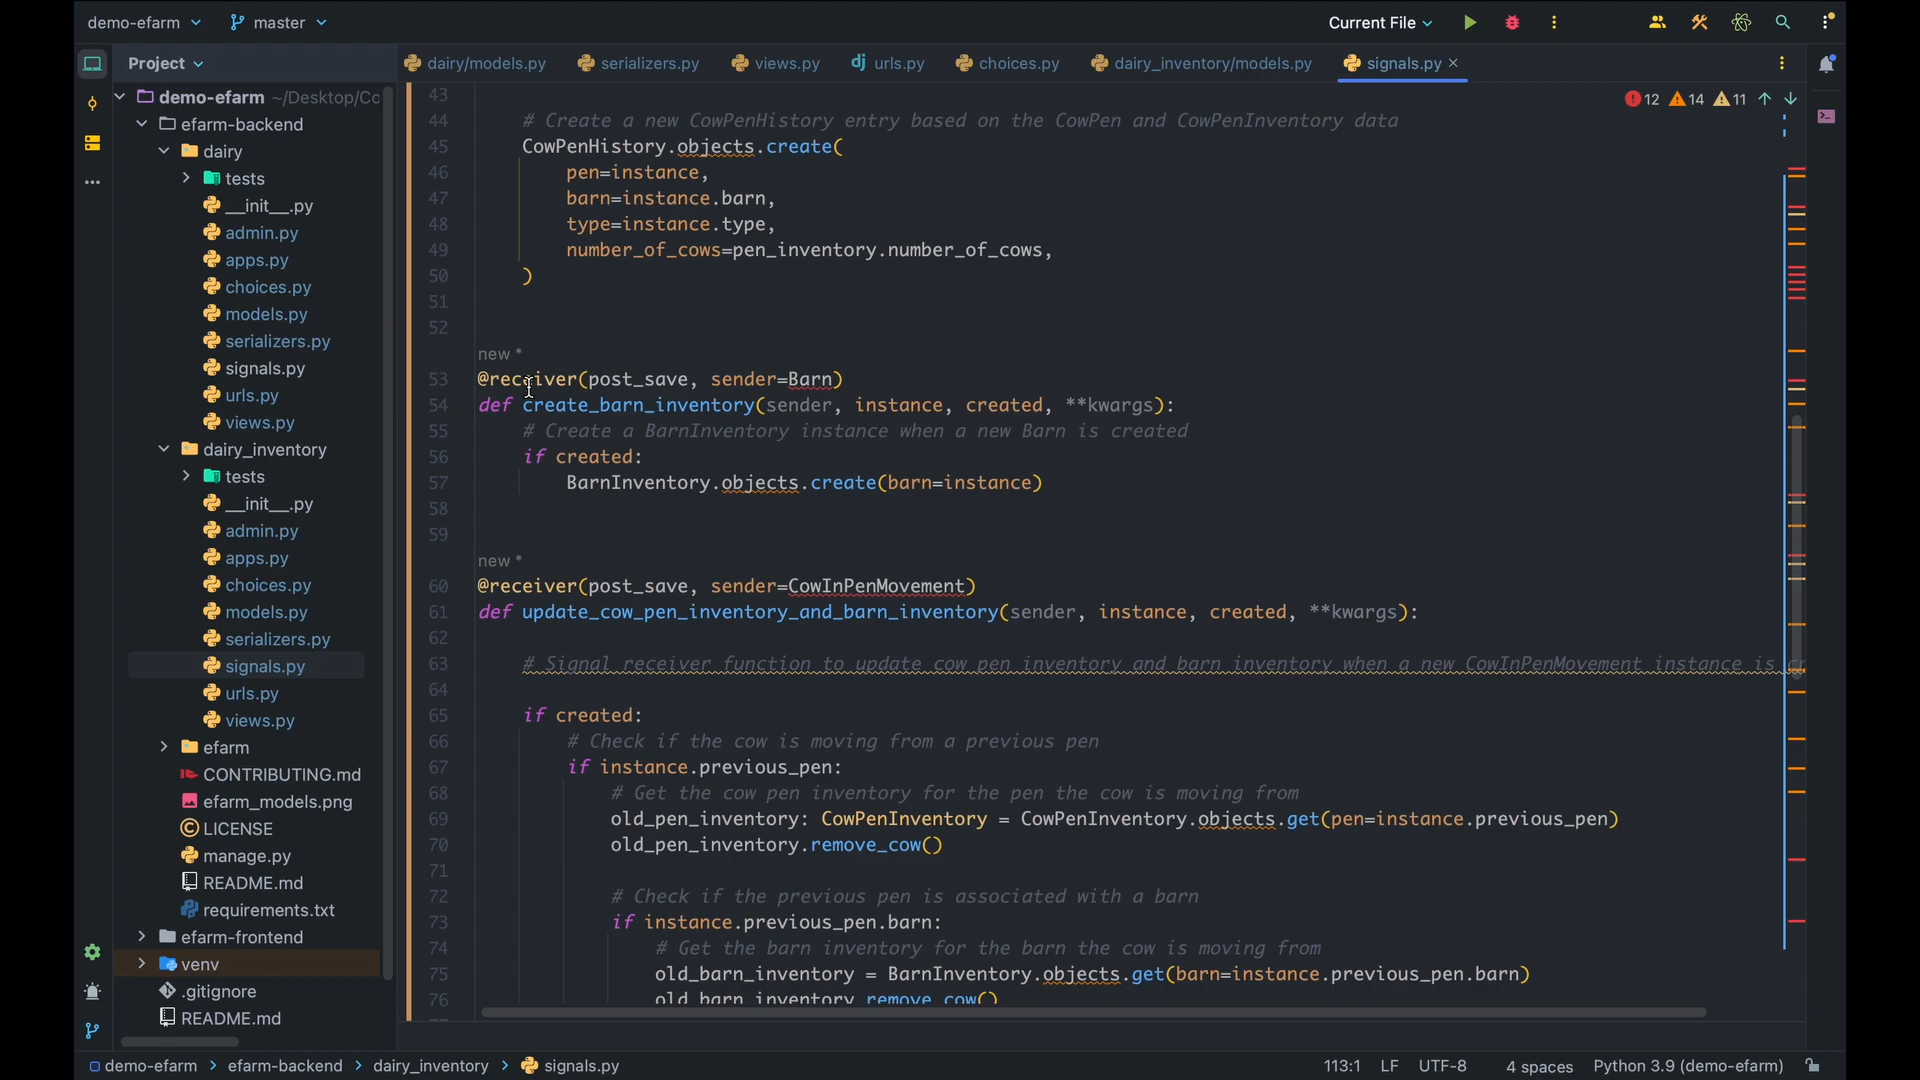 demo-efarm master Current File
Project
dairy/models.py serializers.py views.py dj urls.py choices.py dairy_inventory/models.py signals.py
demo-efarm ~/Desktop/Co
efarm-backend
dairy
tests
__init__.py
admin.py
apps.py
choices.py
models.py
serializers.py
signals.py
urls.py
views.py
dairy_inventory
tests
__init__.py
admin.py
apps.py
choices.py
models.py
serializers.py
signals.py
urls.py
views.py
efarm
CONTRIBUTING.md
efarm_models.png
LICENSE
manage.py
README.md
requirements.txt
efarm-frontend
venv
.gitignore
README.md
12 14 11
43
44 # Create a new CowPenHistory entry based on the CowPen and CowPenInventory data
45 CowPenHistory.objects.create(
46 pen=instance,
47 barn=instance.barn,
48 type=instance.type,
49 number_of_cows=pen_inventory.number_of_cows,
50 )
51
52
new *
53 @receiver(post_save, sender=Barn)
54 def create_barn_inventory(sender, instance, created, **kwargs):
55 # Create a BarnInventory instance when a new Barn is created
56 if created:
57 BarnInventory.objects.create(barn=instance)
58
59
new *
60 @receiver(post_save, sender=CowInPenMovement)
61 def update_cow_pen_inventory_and_barn_inventory(sender, instance, created, **kwargs):
62
63 # Signal receiver function to update cow pen inventory and barn inventory when a new CowInPenMovement instance is cr
64
65 if created:
66 # Check if the cow is moving from a previous pen
67 if instance.previous_pen:
68 # Get the cow pen inventory for the pen the cow is moving from
69 old_pen_inventory: CowPenInventory = CowPenInventory.objects.get(pen=instance.previous_pen)
70 old_pen_inventory.remove_cow()
71
72 # Check if the previous pen is associated with a barn
73 if instance.previous_pen.barn:
74 # Get the barn inventory for the barn the cow is moving from
75 old_barn_inventory = BarnInventory.objects.get(barn=instance.previous_pen.barn)
76 old_barn_inventory.remove_cow()
demo-efarm > efarm-backend > dairy_inventory > signals.py 113:1 LF UTF-8 4 spaces Python 3.9 (demo-efarm)